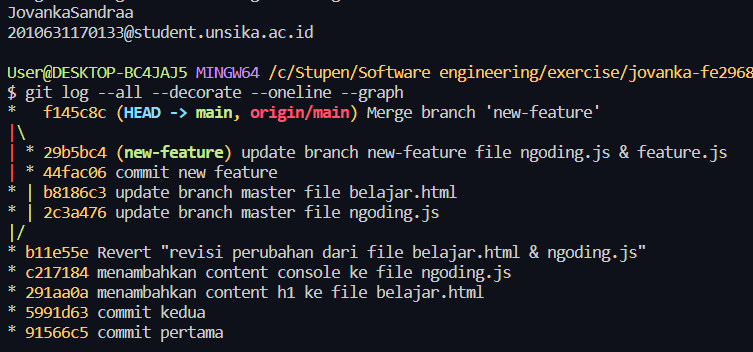 JovankaSandraa
2010631170133@student.unsika.ac.id
User@DESKTOP-BC4JAJ5 MINGW64 /c/Stupen/Software engineering/exercise/jovanka-fe2968
$ git log --all --decorate --oneline --graph
*   f145c8c (HEAD -> main, origin/main) Merge branch 'new-feature'
|\
| * 29b5bc4 (new-feature) update branch new-feature file ngoding.js & feature.js
| * 44fac06 commit new feature
* | b8186c3 update branch master file belajar.html
* | 2c3a476 update branch master file ngoding.js
|/
* b11e55e Revert "revisi perubahan dari file belajar.html & ngoding.js"
* c217184 menambahkan content console ke file ngoding.js
* 291aa0a menambahkan content h1 ke file belajar.html
* 5991d63 commit kedua
* 91566c5 commit pertama